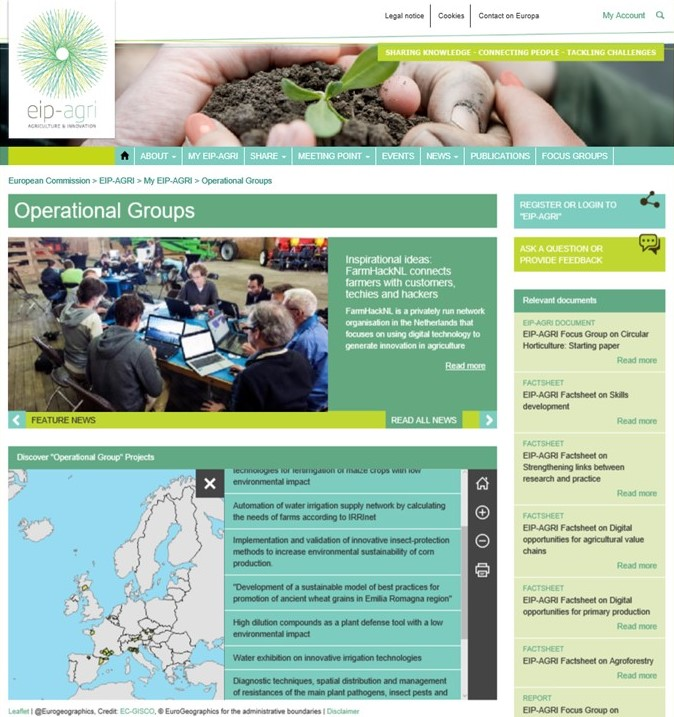 Legal notice
Cookies
Contact on Europa
My Account
SHARING KNOWLEDGE · CONNECTING PEOPLE · TACKLING CHALLENGES
eip-agri
AGRICULTURE & INNOVATION
ABOUT
MY EIP-AGRI
SHARE
MEETING POINT
EVENTS
NEWS
PUBLICATIONS
FOCUS GROUPS
European Commission > EIP-AGRI > My EIP-AGRI > Operational Groups
Operational Groups
Inspirational ideas:
FarmHackNL connects
farmers with customers,
techies and hackers
FarmHackNL is a privately run network
organisation in the Netherlands that
focuses on using digital technology to
generate innovation in agriculture
Read more
FEATURE NEWS
READ ALL NEWS
Discover "Operational Group" Projects
technologies for fertirrigation of maize crops with low
environmental impact
Automation of water irrigation supply network by calculating
the needs of farms according to IRRInet
Implementation and validation of innovative insect-protection
methods to increase environmental sustainability of corn
production.
"Development of a sustainable model of best practices for
promotion of ancient wheat grains in Emilia Romagna region"
High dilution compounds as a plant defense tool with a low
environmental impact
Water exhibition on innovative irrigation technologies
Diagnostic techniques, spatial distribution and management
of resistances of the main plant pathogens, insect pests and
Leaflet | @Eurogeographics, Credit: EC-GISCO, © EuroGeographics for the administrative boundaries | Disclaimer
REGISTER OR LOGIN TO
"EIP-AGRI"
ASK A QUESTION OR
PROVIDE FEEDBACK
Relevant documents
EIP-AGRI DOCUMENT
EIP-AGRI Focus Group on Circular
Horticulture: Starting paper
Read more
FACTSHEET
EIP-AGRI Factsheet on Skills
development
Read more
FACTSHEET
EIP-AGRI Factsheet on
Strengthening links between
research and practice
Read more
FACTSHEET
EIP-AGRI Factsheet on Digital
opportunities for agricultural value
chains
Read more
FACTSHEET
EIP-AGRI Factsheet on Digital
opportunities for primary production
Read more
FACTSHEET
EIP-AGRI Factsheet on Agroforestry
Read more
REPORT
EIP-AGRI Focus Group on